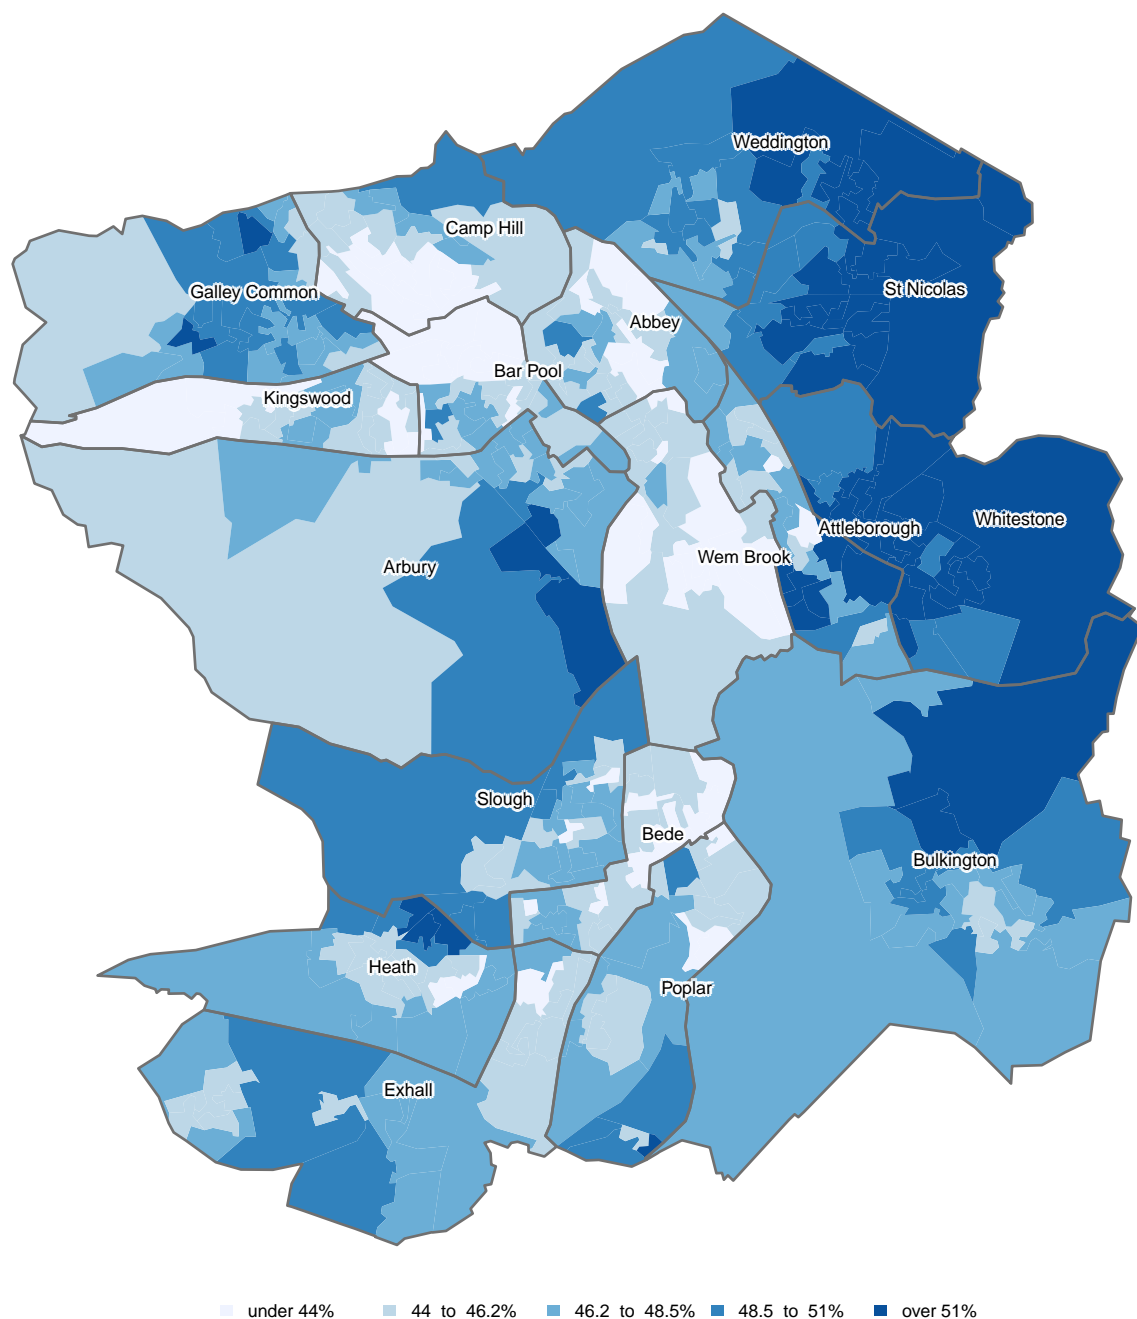 Weddington
Camp Hill
St Nicolas
Galley Common
Abbey
Bar Pool
Kingswood
Whitestone
Attleborough
Wem Brook
Arbury
Slough
Bede
Bulkington
Heath
Poplar
Exhall
under 44% 44 to 46.2% 46.2 to 48.5% 48.5 to 51% over 51%